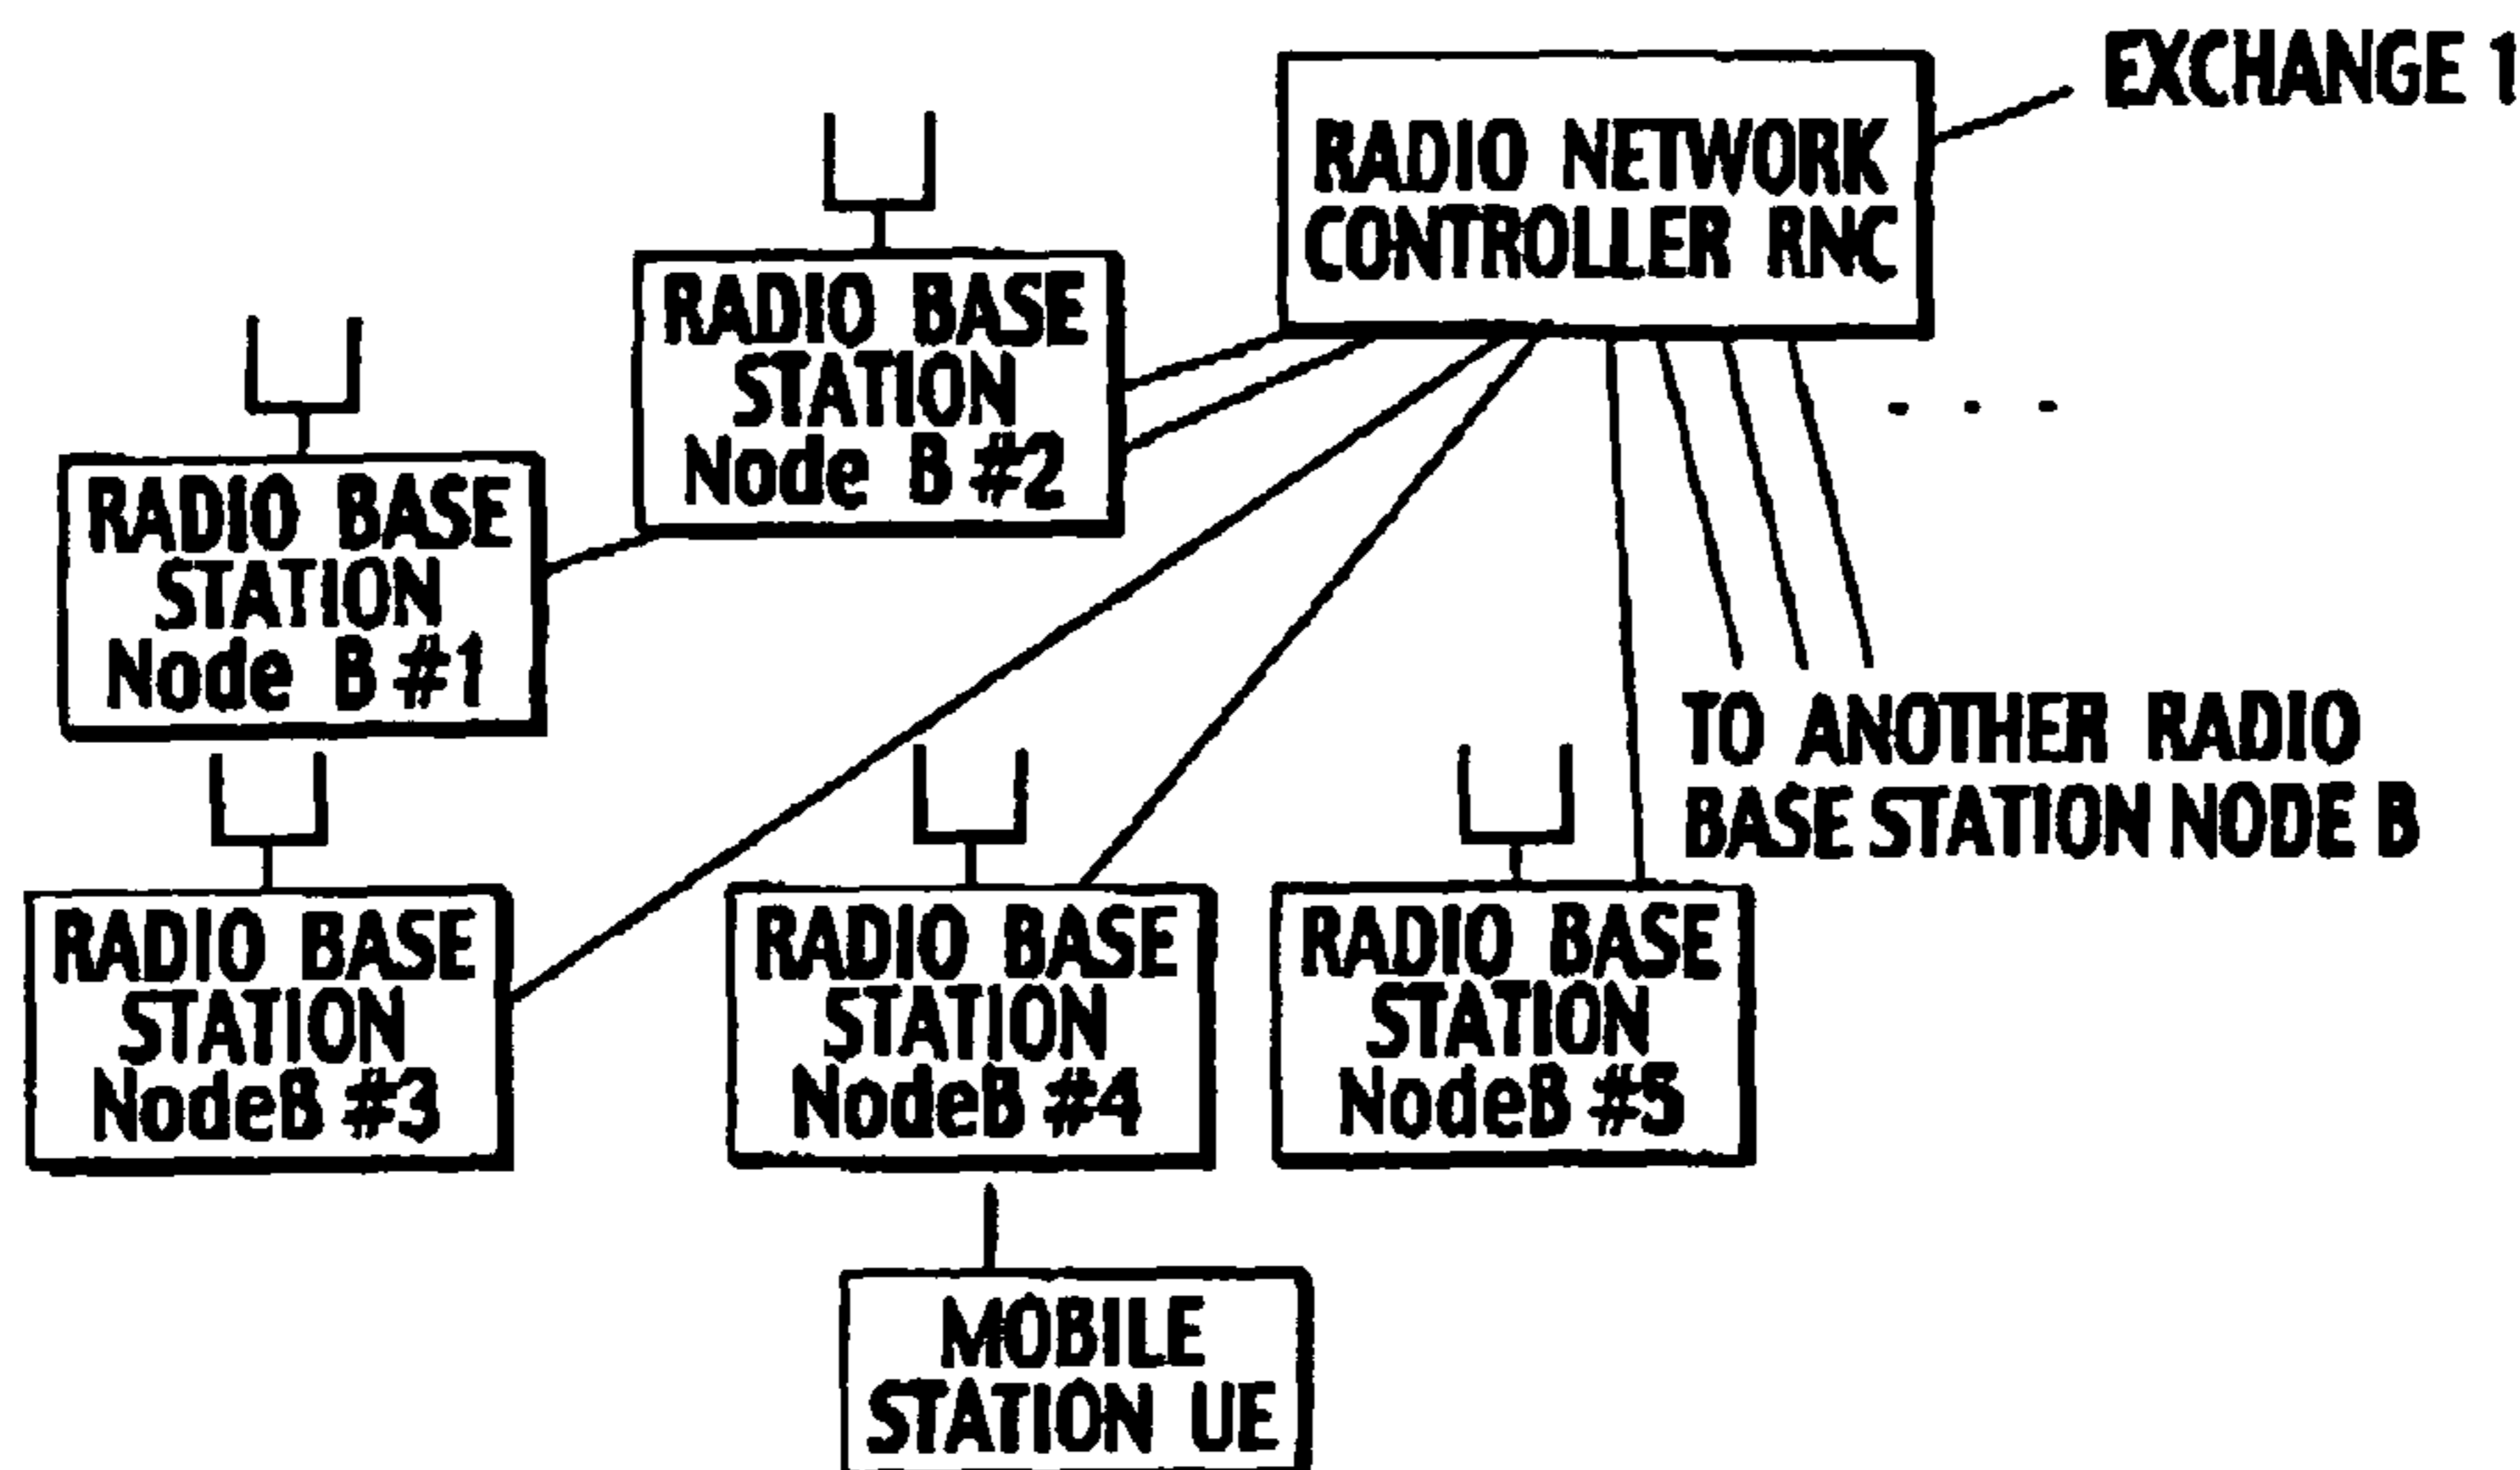 EXCHANGE 1
RADIO NETWORK
CONTROLLER RNC
RADIO BASE
STATION
Node B #2
RADIO BASE
STATION
Node B #1
TO ANOTHER RADIO
BASE STATION NODE B
RADIO BASE
STATION
NodeB #3
RADIO BASE
STATION
NodeB #4
RADIO BASE
STATION
NodeB #5
MOBILE
STATION UE